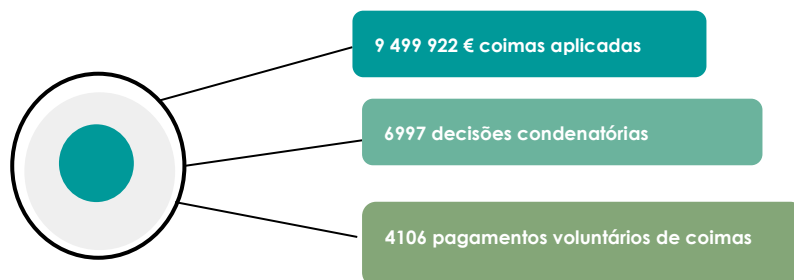 9 499 922 € coimas aplicadas
6997 decisões condenatórias
4106 pagamentos voluntários de coimas